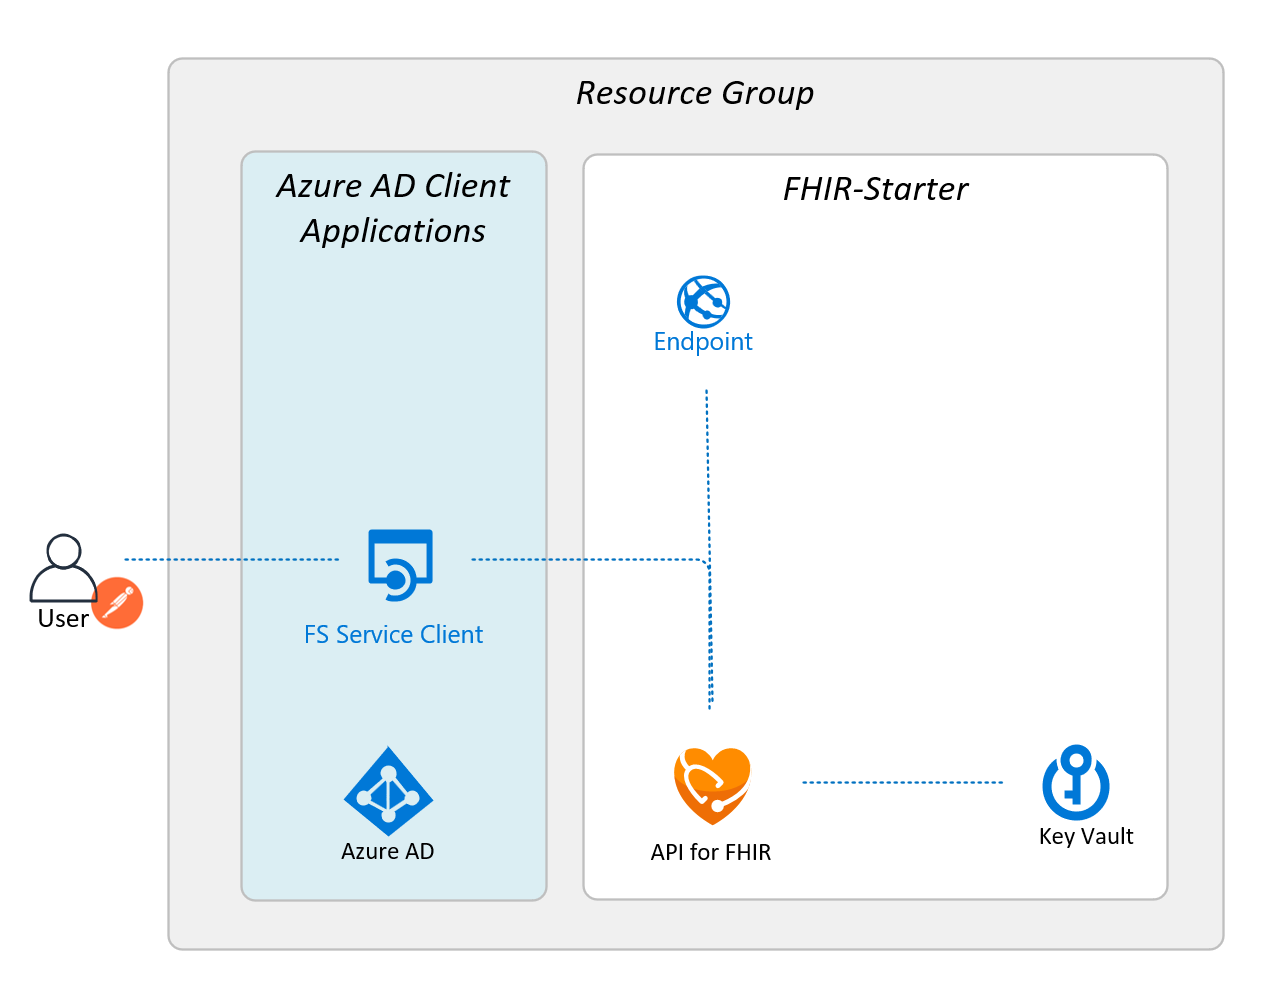 Resource Group
Azure AD Client
Applications
FHIR-Starter
Endpoint
User
FS Service Client
Azure AD
API for FHIR
Key Vault